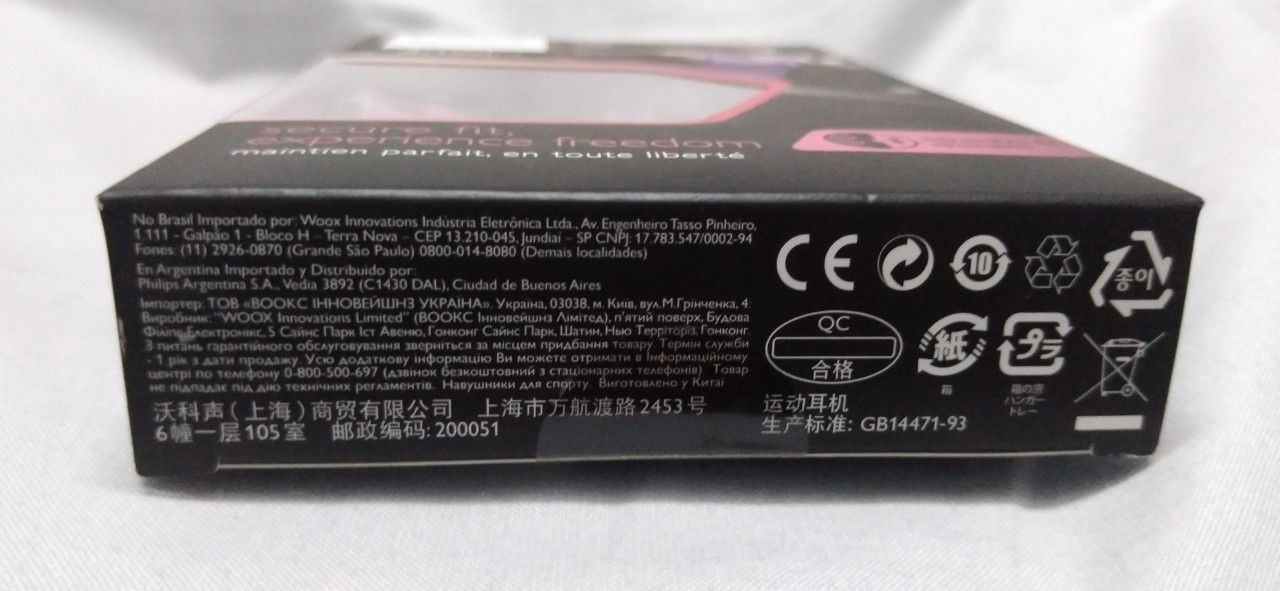 secure fit,
experience freedom
maintien parfait, en toute liberté
No Brasil Importado por: Woox Innovations Indústria Eletrônica Ltda., Av. Engenheiro Tasso Pinheiro,
1.111 - Galpão 1 - Bloco H – Terra Nova – CEP 13.210-045, Jundiaí – SP CNPJ: 17.783.547/0002-94
Fones: (11) 2926-0870 (Grande São Paulo) 0800-014-8080 (Demais localidades)
En Argentina Importado y Distribuido por:
Philips Argentina S.A.. Vedia 3892 (C1430 DAL), Ciudad de Buenos Aires
Імпортер: ТОВ «ВООКС ІННОВЕЙШНЗ УКРАЇНА». Україна, 03038, м. Київ, вул.М.Грінченка, 4.
Виробник: "WOOX Innovations Limited" (ВООКС Інновейшнз Лімітед), п'ятий поверх, Будова
Філіпс Електронікс, 5 Сайнс Парк Іст Авеню, Гонконг Сайнс Парк, Шатин, Нью Територіз, Гонконг.
З питань гарантійного обслуговування зверніться за місцем придбання товару. Термін служби
- 1 рік з дати продажу. Усю додаткову інформацію Ви можете отримати в Інформаційному
центрі по телефону 0-800-500-697 (дзвінок безкоштовний з стаціонарних телефонів). Товар
не підпадає під дію технічних регламентів. Навушники для спорту. Виготовлено у Китаї
沃科声(上海)商贸有限公司 上海市万航渡路2453号
6幢一层105室 邮政编码: 200051
CE
10
종이
QC
合格
紙
箱
プラ
箱の窓
ハンガー
トレー
运动耳机
生产标准: GB14471-93